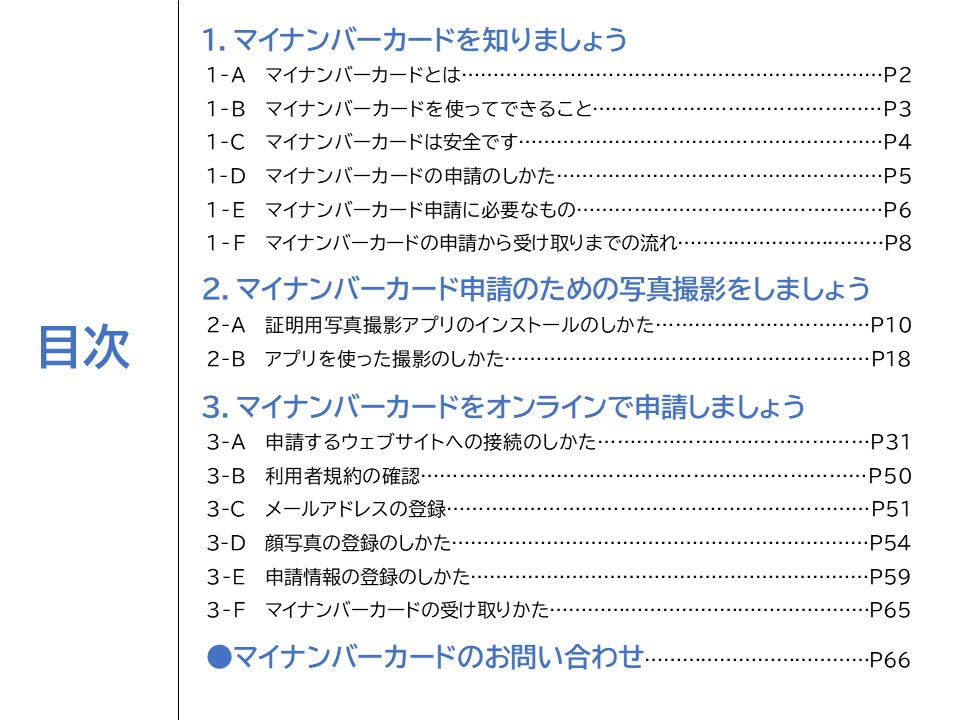 目次
1. マイナンバーカードを知りましょう
1-A マイナンバーカードとは……………………………………………………………P2
1-B マイナンバーカードを使ってできること…………………………………………P3
1-C マイナンバーカードは安全です……………………………………………………P4
1-D マイナンバーカードの申請のしかた………………………………………………P5
1-E マイナンバーカード申請に必要なもの……………………………………………P6
1-F マイナンバーカードの申請から受け取りまでの流れ……………………………P8
2. マイナンバーカード申請のための写真撮影をしましょう
2-A 証明用写真撮影アプリのインストールのしかた………………………………P10
2-B アプリを使った撮影のしかた……………………………………………………P18
3. マイナンバーカードをオンラインで申請しましょう
3-A 申請するウェブサイトへの接続のしかた………………………………………P31
3-B 利用者規約の確認…………………………………………………………………P50
3-C メールアドレスの登録……………………………………………………………P51
3-D 顔写真の登録のしかた……………………………………………………………P54
3-E 申請情報の登録のしかた…………………………………………………………P59
3-F マイナンバーカードの受け取りかた……………………………………………P65
●マイナンバーカードのお問い合わせ………………………………P66